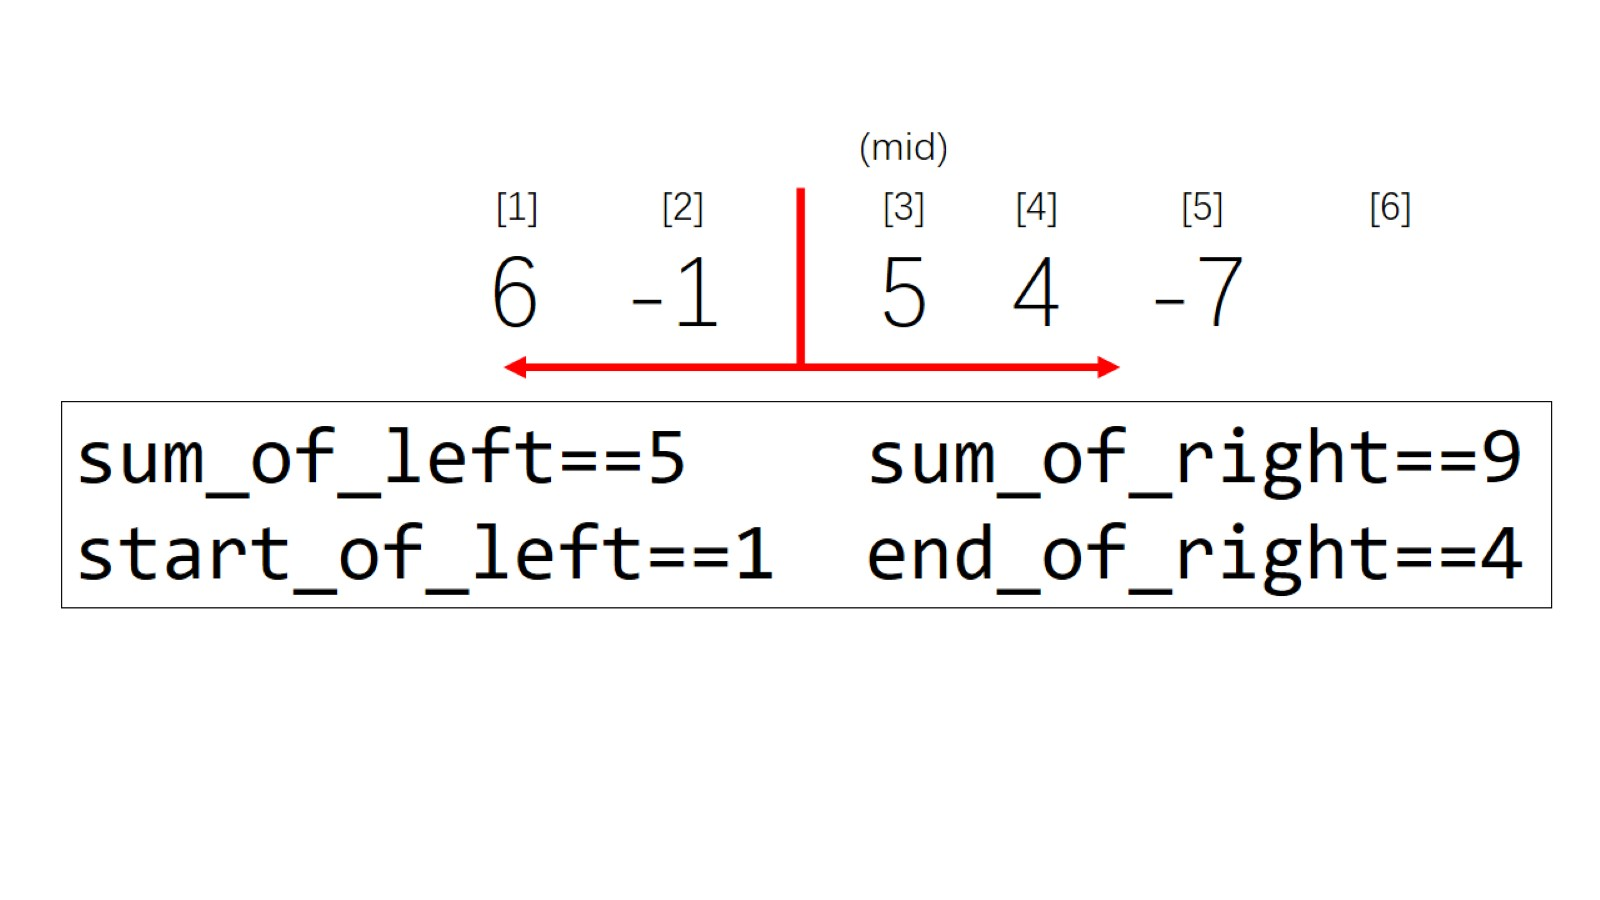 (mid)
[1] [2] [3] [4] [5] [6]
6 -1 5 4 -7
sum_of_left==5 sum_of_right==9
start_of_left==1 end_of_right==4